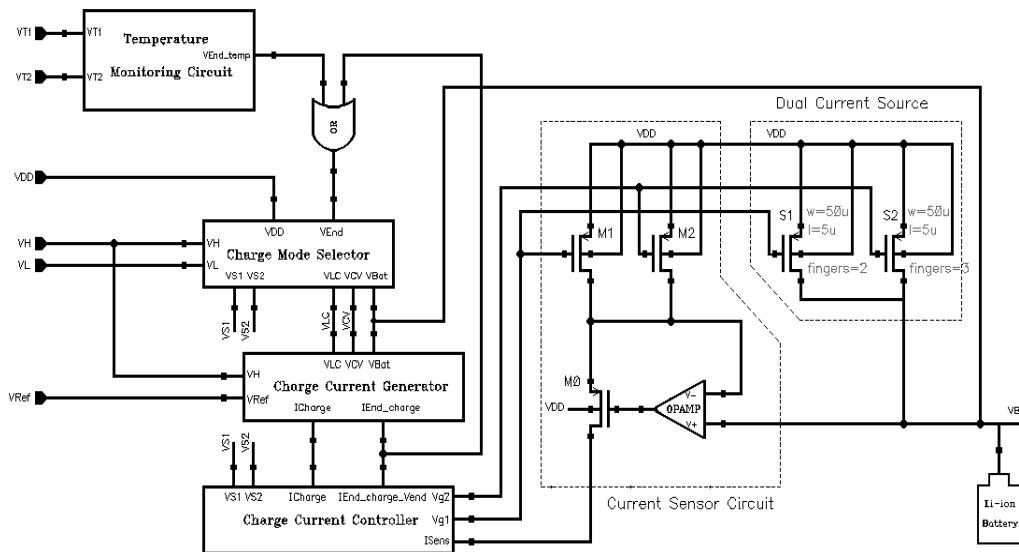 VT1
VT1
Temperature
VEnd_temp
VT2
VT2
Monitoring Circuit
OR
Dual Current Source
VDD
VDD
VDD
S1
w=50u
l=5u
fingers=2
S2
w=50u
l=5u
fingers=3
M1
M2
VH
VL
VDD
VEnd
VH
VL
Charge Mode Selector
VS1
VS2
VLC
VCV
VBat
VS1
VS2
VLC
VCV
VLC
VCV
VBat
VH
Charge Current Generator
VRef
VRef
ICharge
IEnd_charge
M0
VDD
V-
OPAMP
V+
VB
VS1
VS2
VS1
VS2
ICharge
IEnd_charge_Vend
Vg2
Charge Current Controller
Vg1
ISens
Current Sensor Circuit
Li-ion
Battery